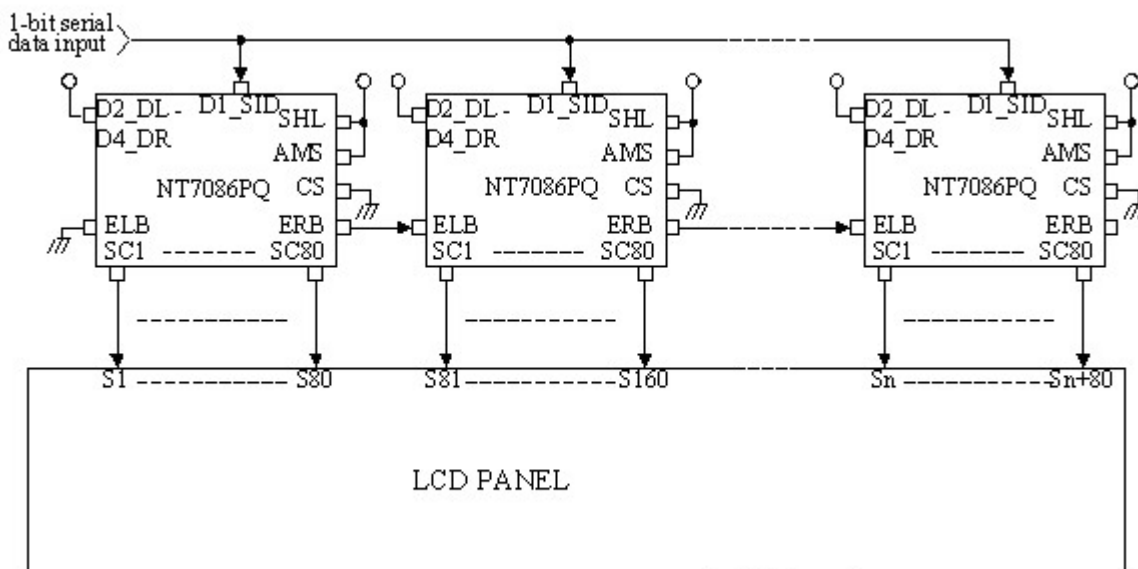 1-bit serial
data input
D2_DL- D1_SID
SHL
D4_DR
AMS
NT7086PQ CS
ELB ERB
SC1 ------- SC80
D2_DL- D1_SID
SHL
D4_DR
AMS
NT7086PQ CS
ELB ERB
SC1 ------- SC80
D2_DL- D1_SID
SHL
D4_DR
AMS
NT7086PQ CS
ELB ERB
SC1 ------- SC80
S1 ---------- S80 S81 ---------- S160 Sn ---------- Sn+80
LCD PANEL